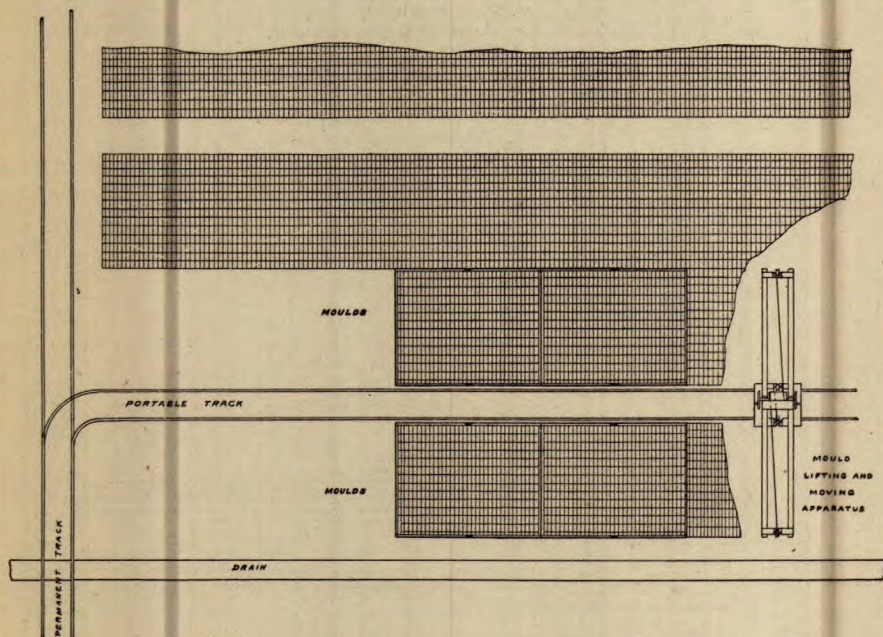 MOULDS
PORTABLE TRACK
MOULDS
MOULD
LIFTING AND
MOVING
APPARATUS
DRAIN
PERMANENT TRACK